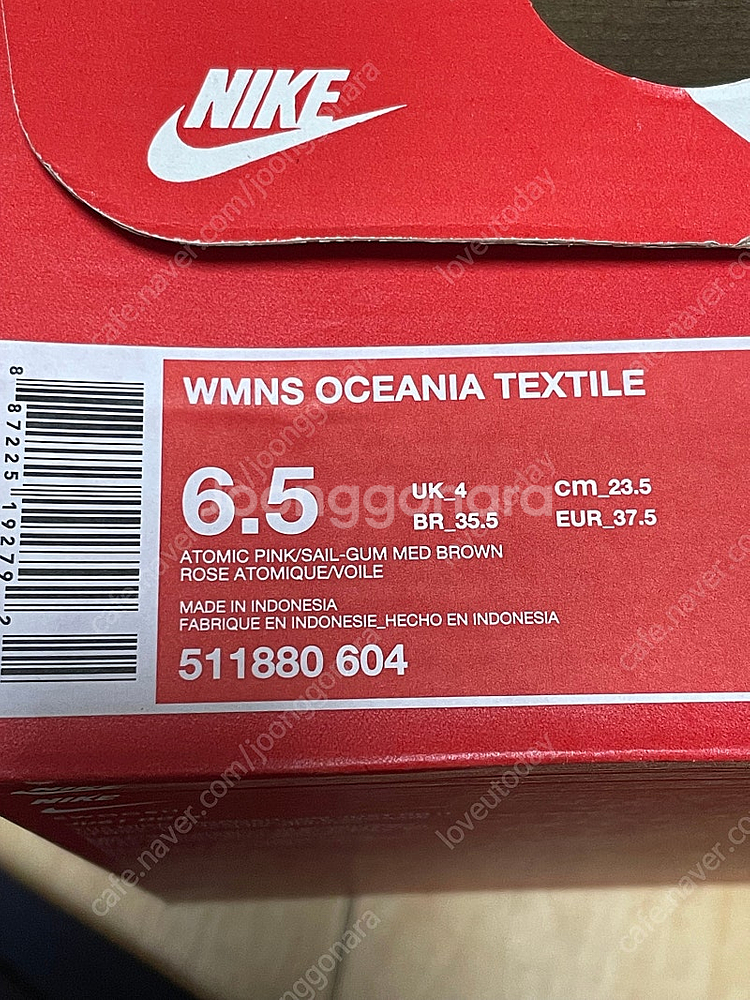 NIKE
WMNS OCEANIA TEXTILE
6.5
UK_4
cm_23.5
BR_35.5
EUR_37.5
ATOMIC PINK/SAIL-GUM MED BROWN
ROSE ATOMIQUE/VOILE
MADE IN INDONESIA
FABRIQUE EN INDONESIE_HECHO EN INDONESIA
511880 604
8 87225 19279 2
NIKE
joonggonara
cafe.naver.com/joonggonara
loveutoday